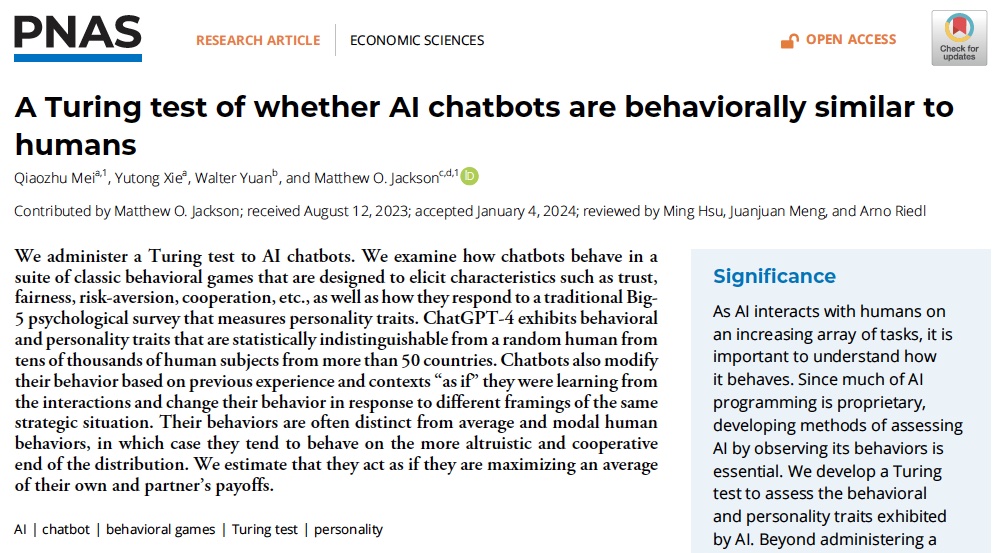 PNAS
RESEARCH ARTICLE | ECONOMIC SCIENCES
OPEN ACCESS
Check for
updates
A Turing test of whether AI chatbots are behaviorally similar to
humans
Qiaozhu Meiᵃ,¹, Yutong Xieᵃ, Walter Yuanᵇ, and Matthew O. Jacksonᶜ,ᵈ,¹ iD
Contributed by Matthew O. Jackson; received August 12, 2023; accepted January 4, 2024; reviewed by Ming Hsu, Juanjuan Meng, and Arno Riedl
We administer a Turing test to AI chatbots. We examine how chatbots behave in a
suite of classic behavioral games that are designed to elicit characteristics such as trust,
fairness, risk-aversion, cooperation, etc., as well as how they respond to a traditional Big-
5 psychological survey that measures personality traits. ChatGPT-4 exhibits behavioral
and personality traits that are statistically indistinguishable from a random human from
tens of thousands of human subjects from more than 50 countries. Chatbots also modify
their behavior based on previous experience and contexts “as if” they were learning from
the interactions and change their behavior in response to different framings of the same
strategic situation. Their behaviors are often distinct from average and modal human
behaviors, in which case they tend to behave on the more altruistic and cooperative
end of the distribution. We estimate that they act as if they are maximizing an average
of their own and partner’s payoffs.
AI | chatbot | behavioral games | Turing test | personality
Significance
As AI interacts with humans on
an increasing array of tasks, it is
important to understand how
it behaves. Since much of AI
programming is proprietary,
developing methods of assessing
AI by observing its behaviors is
essential. We develop a Turing
test to assess the behavioral
and personality traits exhibited
by AI. Beyond administering a